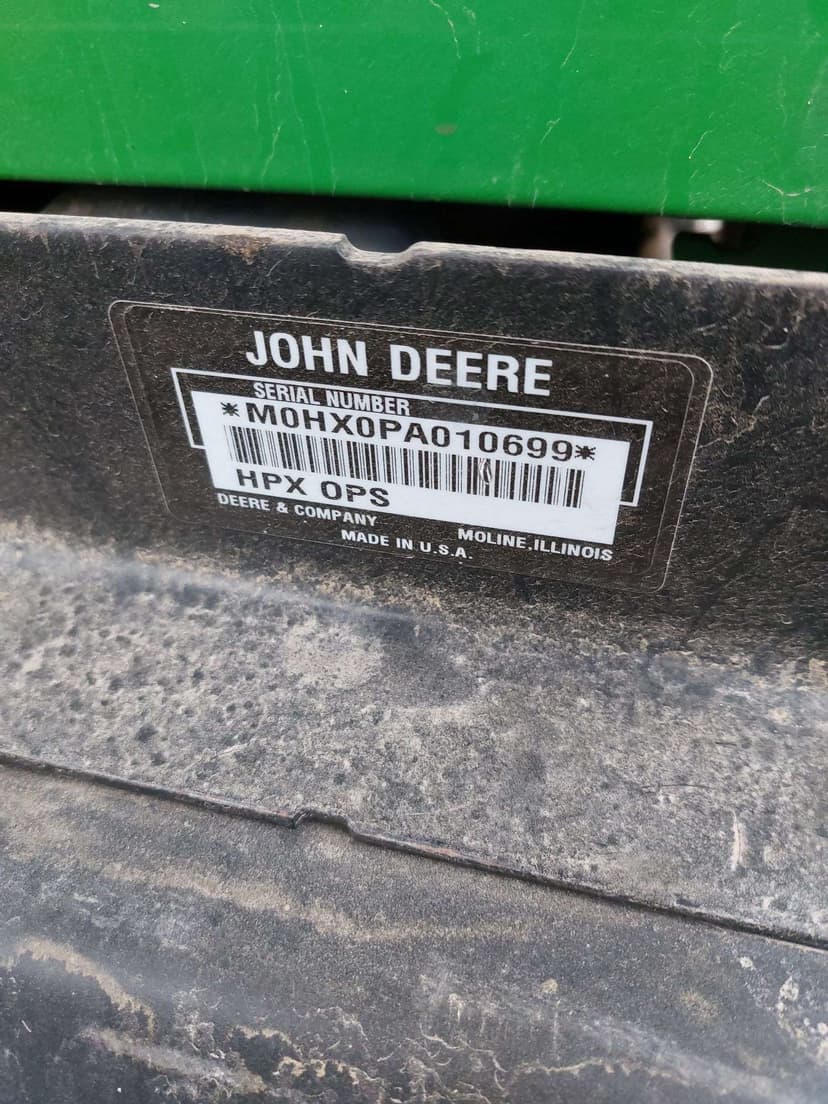 JOHN DEERE
SERIAL NUMBER
*M0HX0PA010699*
HPX OPS
DEERE & COMPANY MOLINE, ILLINOIS
MADE IN U.S.A.